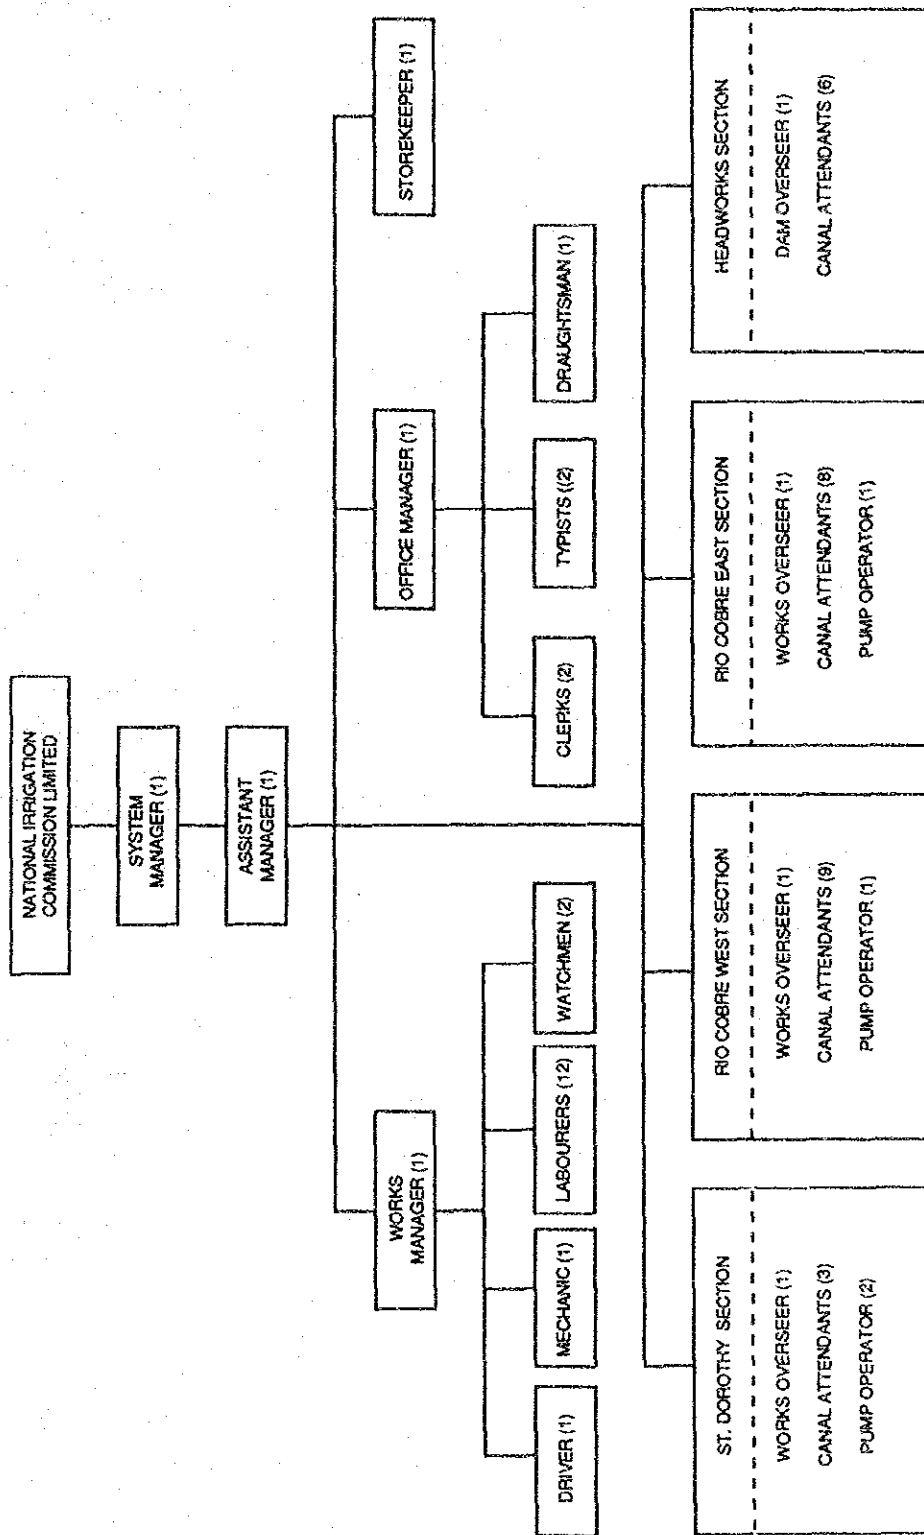 NATIONAL IRRIGATION
COMMISSION LIMITED
SYSTEM
MANAGER (1)
ASSISTANT
MANAGER (1)
WORKS
MANAGER (1)
OFFICE MANAGER (1)
STOREKEEPER (1)
DRIVER (1)
MECHANIC (1)
LABOURERS (12)
WATCHMEN (2)
CLERKS (2)
TYPISTS ((2)
DRAUGHTSMAN (1)
ST. DOROTHY SECTION
WORKS OVERSEER (1)
CANAL ATTENDANTS (3)
PUMP OPERATOR (2)
RIO COBRE WEST SECTION
WORKS OVERSEER (1)
CANAL ATTENDANTS (9)
PUMP OPERATOR (1)
RIO COBRE EAST SECTION
WORKS OVERSEER (1)
CANAL ATTENDANTS (8)
PUMP OPERATOR (1)
HEADWORKS SECTION
DAM OVERSEER (1)
CANAL ATTENDANTS (6)